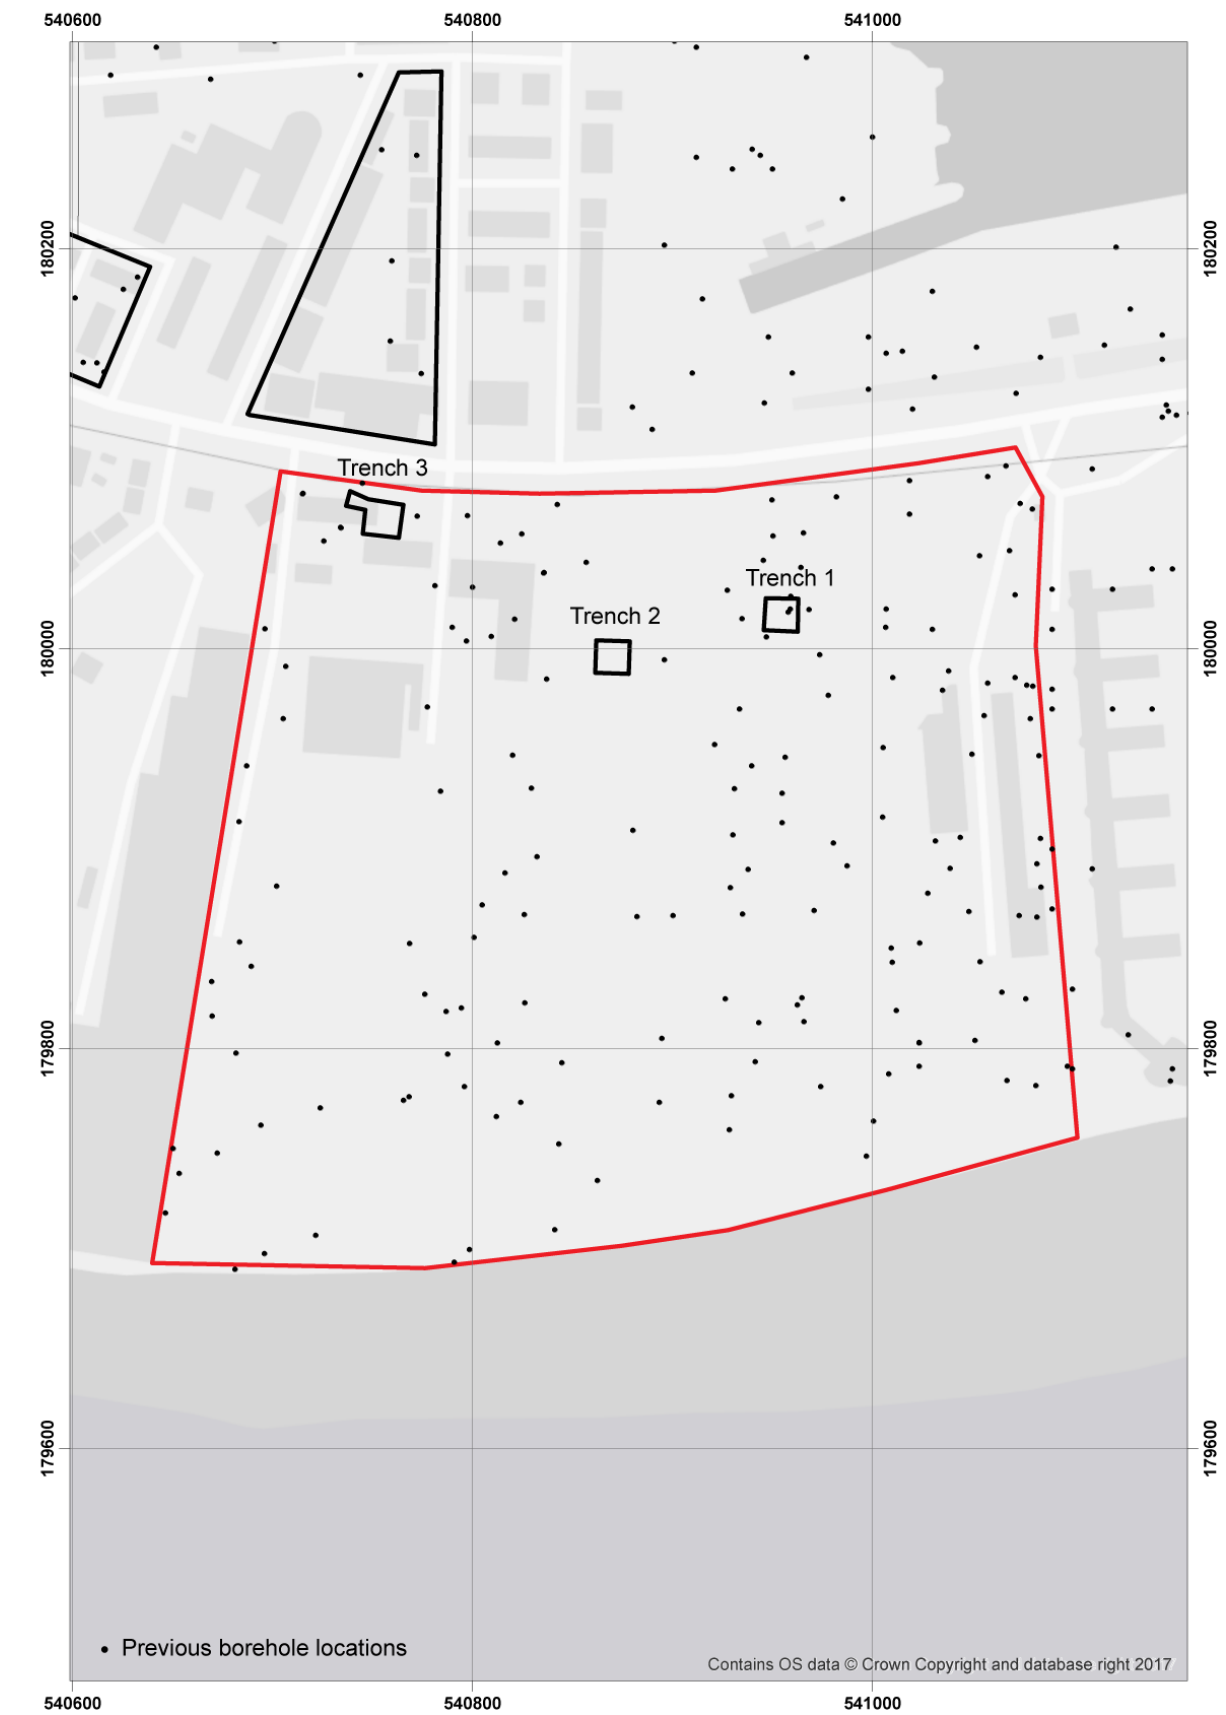 540600 540800 541000
180200 180200
Trench 3
Trench 1
Trench 2
180000 180000
179800 179800
179600 179600
Previous borehole locations
Contains OS data © Crown Copyright and database right 2017
540600 540800 541000